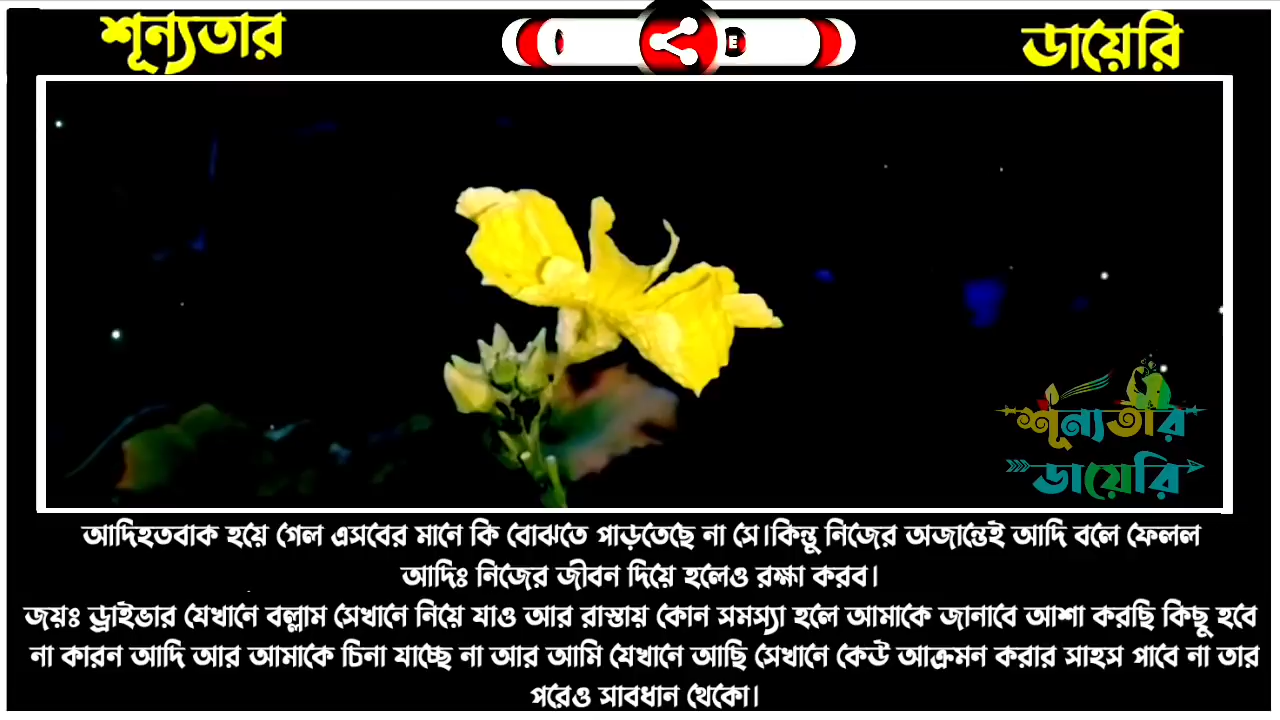 শূন্যতার
E
ডায়েরি
শূন্যতার
ডায়েরি
আদিহতবাক হয়ে গেল এসবের মানে কি বোঝতে পাড়তেছে না সে।কিন্তু নিজের অজান্তেই আদি বলে ফেলল
আদিঃ নিজের জীবন দিয়ে হলেও রক্ষা করব।
জয়ঃ ড্রাইভার যেখানে বল্লাম সেখানে নিয়ে যাও আর রাস্তায় কোন সমস্যা হলে আমাকে জানাবে আশা করছি কিছু হবে
না কারন আদি আর আমাকে চিনা যাচ্ছে না আর আমি যেখানে আছি সেখানে কেউ আক্রমন করার সাহস পাবে না তার
পরেও সাবধান থেকো।